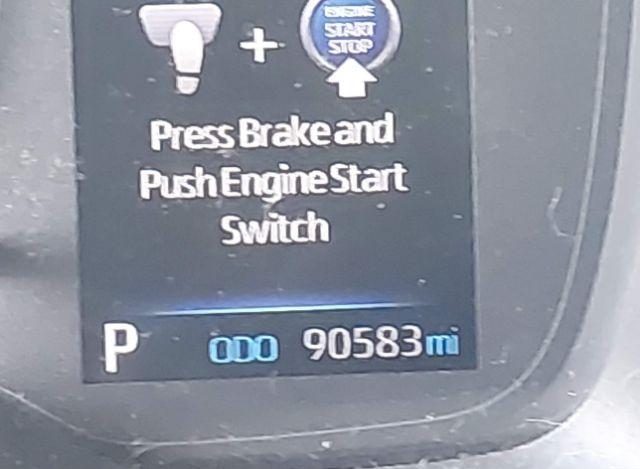 ENGINE
START
STOP
+
Press Brake and
Push Engine Start
Switch
P ODO 90583 mi